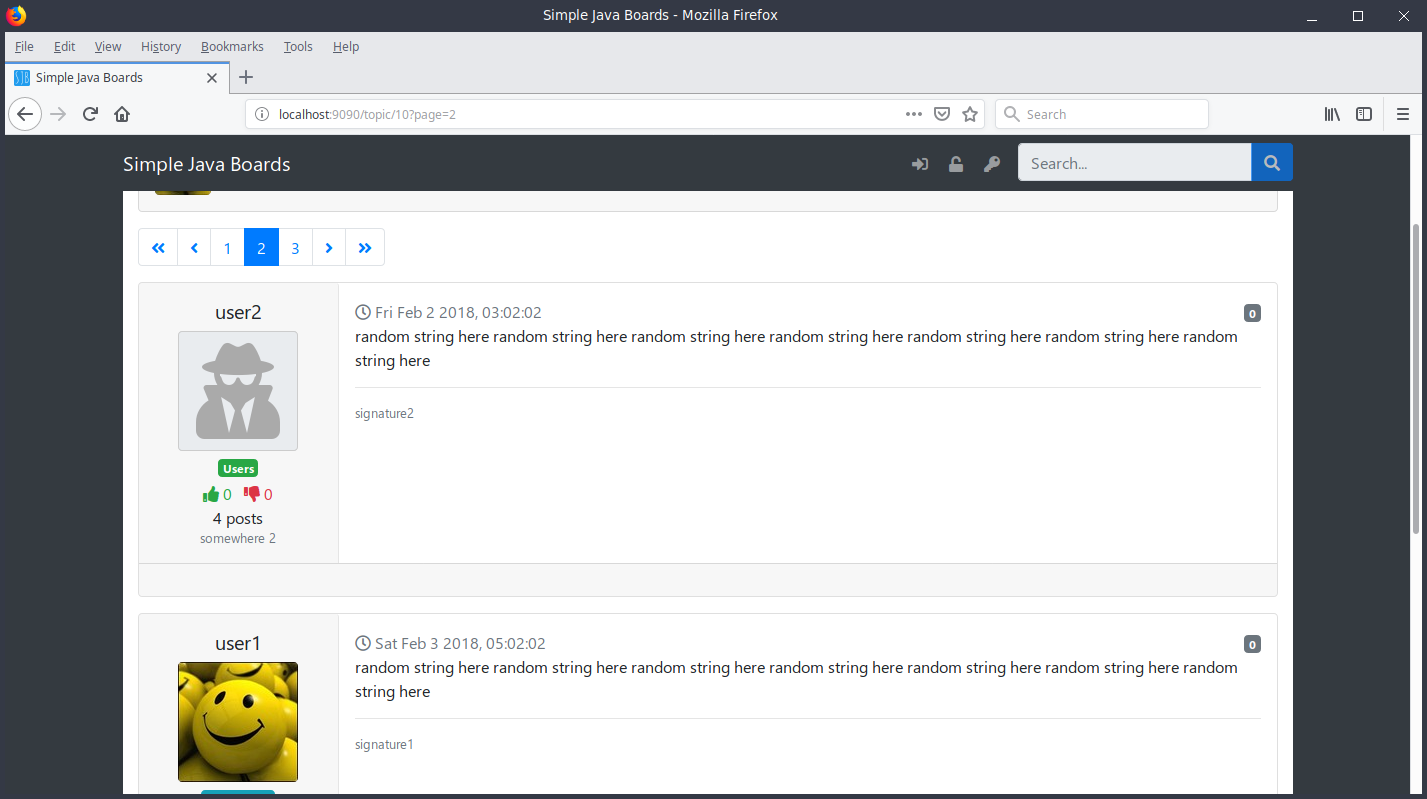 Simple Java Boards - Mozilla Firefox
File Edit View History Bookmarks Tools Help
SJB Simple Java Boards
localhost:9090/topic/10?page=2
Search
Simple Java Boards
Search...
1 2 3
user2
Users
0 0
4 posts
somewhere 2
Fri Feb 2 2018, 03:02:02
0
random string here random string here random string here random string here random string here random string here random
string here
signature2
user1
Sat Feb 3 2018, 05:02:02
0
random string here random string here random string here random string here random string here random string here random
string here
signature1